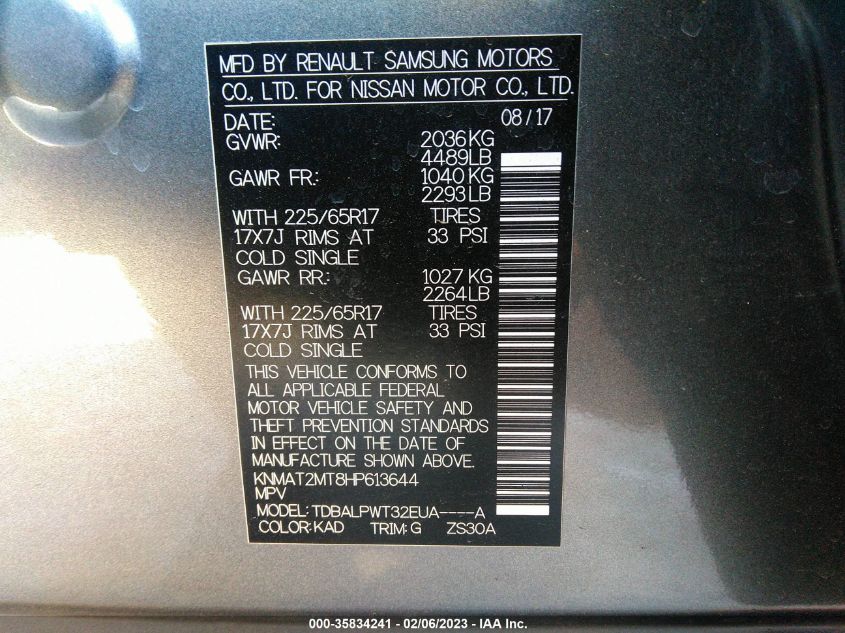 MFD BY RENAULT SAMSUNG MOTORS
CO., LTD. FOR NISSAN MOTOR CO., LTD.
DATE: 08/17
GVWR: 2036KG
4489LB
GAWR FR.: 1040KG
2293LB
WITH 225/65R17 TIRES
17X7J RIMS AT 33 PSI
COLD SINGLE
GAWR RR.: 1027KG
2264LB
WITH 225/65R17 TIRES
17X7J RIMS AT 33 PSI
COLD SINGLE
THIS VEHICLE CONFORMS TO
ALL APPLICABLE FEDERAL
MOTOR VEHICLE SAFETY AND
THEFT PREVENTION STANDARDS
IN EFFECT ON THE DATE OF
MANUFACTURE SHOWN ABOVE.
KNMAT2MT8HP613644
MPV
MODEL: TDBALPWT32EUA----A
COLOR: KAD TRIM: G ZS30A
000-35834241 - 02/06/2023 - IAA Inc.